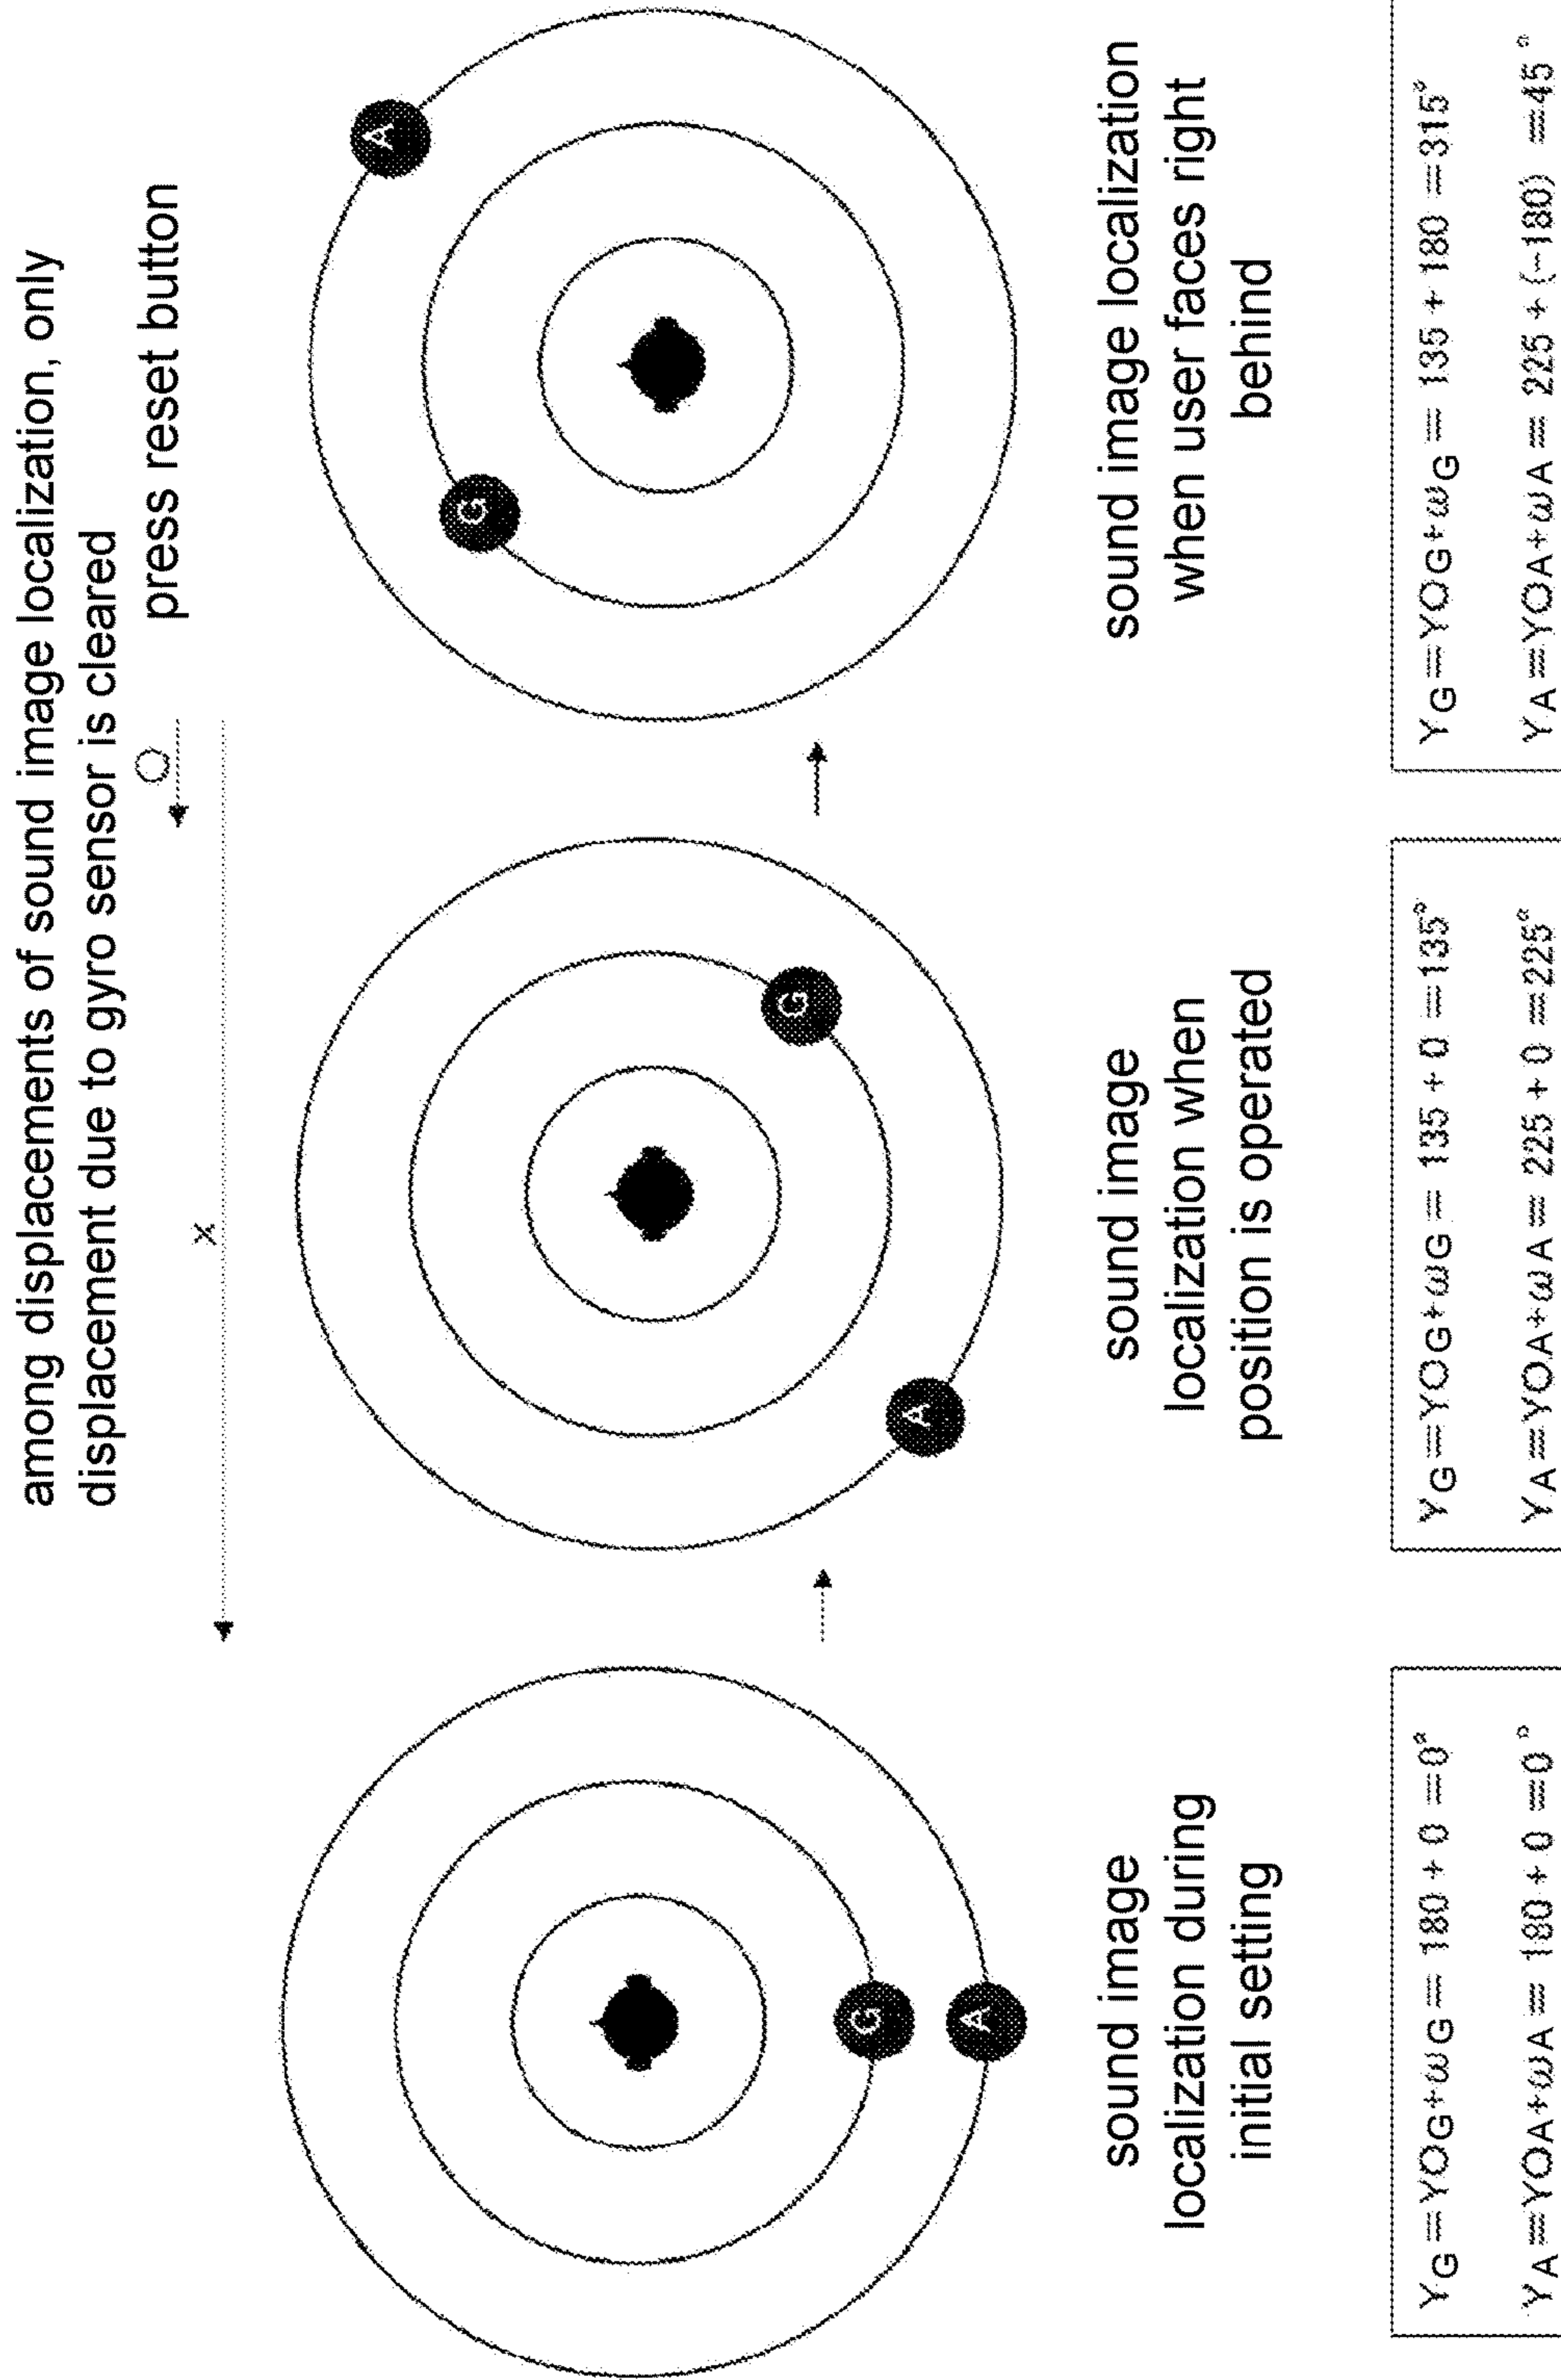 among displacements of sound image localization, only
displacement due to gyro sensor is cleared
press reset button
×
G
A
G
A
G
A
sound image
localization during
initial setting
sound image
localization when
position is operated
sound image localization
when user faces right
behind
YG=YOG+ωG= 180 + 0 =0°
YA=YOA+ωA= 180 + 0 =0°
YG=YOG+ωG= 135 + 0 =135°
YA=YOA+ωA= 225 + 0 =225°
YG=YOG+ωG= 135 + 180 =315°
YA=YOA+ωA= 225 + (-180) =45°